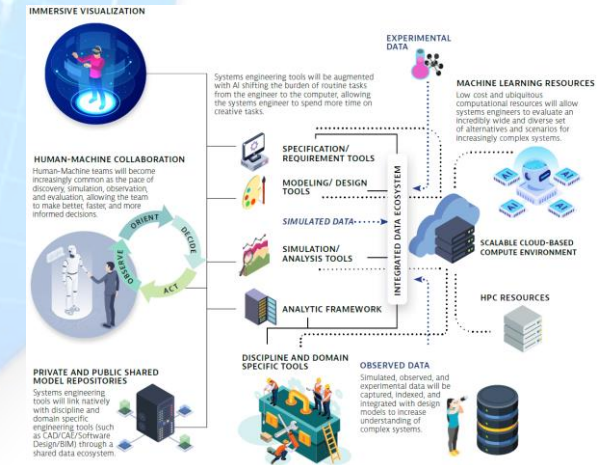 IMMERSIVE VISUALIZATION
Systems engineering tools will be augmented
with AI shifting the burden of routine tasks
from the engineer to the computer, allowing
the systems engineer to spend more time on
creative tasks.
EXPERIMENTAL
DATA
MACHINE LEARNING RESOURCES
Low cost and ubiquitous
computational resources will allow
systems engineers to evaluate an
incredibly wide and diverse set
of alternatives and scenarios for
increasingly complex systems.
AI
AI
AI
AI
HUMAN-MACHINE COLLABORATION
Human-Machine teams will become
increasingly common as the pace of
discovery, simulation, observation,
and evaluation, allowing the team
to make better, faster, and more
informed decisions.
OBSERVE
ORIENT
DECIDE
ACT
SPECIFICATION/
REQUIREMENT TOOLS
MODELING/ DESIGN
TOOLS
SIMULATED DATA
SIMULATION/
ANALYSIS TOOLS
ANALYTIC FRAMEWORK
INTEGRATED DATA ECOSYSTEM
SCALABLE CLOUD-BASED
COMPUTE ENVIRONMENT
HPC RESOURCES
PRIVATE AND PUBLIC SHARED
MODEL REPOSITORIES
Systems engineering
tools will link natively
with discipline and
domain specific
engineering tools (such
as CAD/CAE/Software
Design/BIM) through a
shared data ecosystem.
DISCIPLINE AND DOMAIN
SPECIFIC TOOLS
OBSERVED DATA
Simulated, observed, and
experimental data will be
captured, indexed, and
integrated with design
models to increase
understanding of
complex systems.